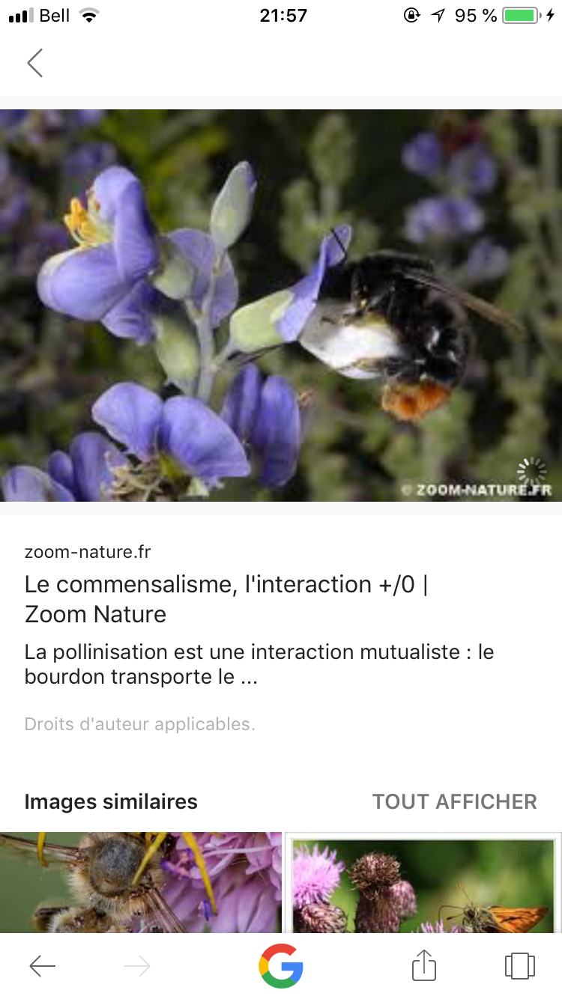 Bell 21:57 95 %
© ZOOM-NATURE.FR
zoom-nature.fr
Le commensalisme, l'interaction +/0 |
Zoom Nature
La pollinisation est une interaction mutualiste : le
bourdon transporte le ...
Droits d'auteur applicables.
Images similaires TOUT AFFICHER